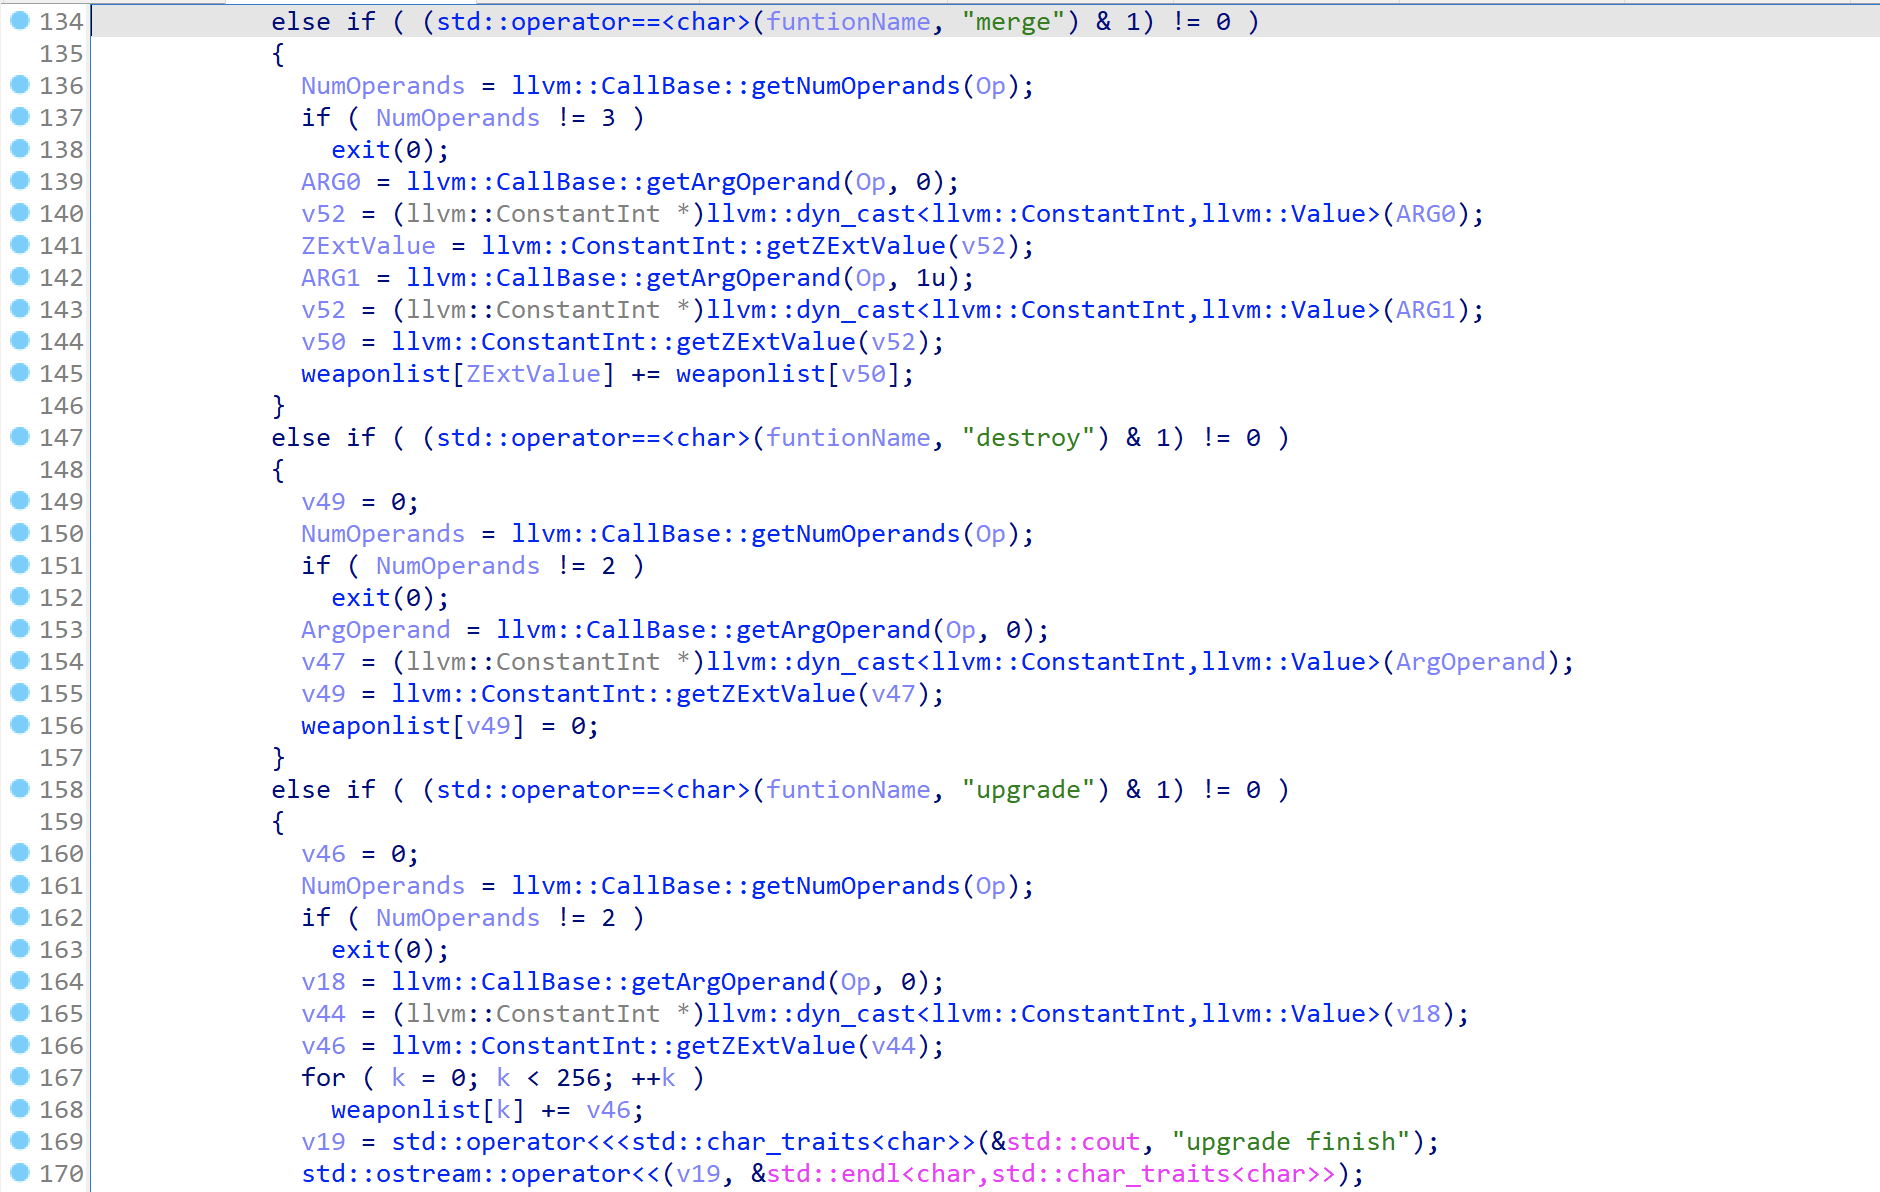 134 else if ( (std::operator==<char>(funtionName, "merge") & 1) != 0 )
135 {
136 NumOperands = llvm::CallBase::getNumOperands(Op);
137 if ( NumOperands != 3 )
138 exit(0);
139 ARG0 = llvm::CallBase::getArgOperand(Op, 0);
140 v52 = (llvm::ConstantInt *)llvm::dyn_cast<llvm::ConstantInt,llvm::Value>(ARG0);
141 ZExtValue = llvm::ConstantInt::getZExtValue(v52);
142 ARG1 = llvm::CallBase::getArgOperand(Op, 1u);
143 v52 = (llvm::ConstantInt *)llvm::dyn_cast<llvm::ConstantInt,llvm::Value>(ARG1);
144 v50 = llvm::ConstantInt::getZExtValue(v52);
145 weaponlist[ZExtValue] += weaponlist[v50];
146 }
147 else if ( (std::operator==<char>(funtionName, "destroy") & 1) != 0 )
148 {
149 v49 = 0;
150 NumOperands = llvm::CallBase::getNumOperands(Op);
151 if ( NumOperands != 2 )
152 exit(0);
153 ArgOperand = llvm::CallBase::getArgOperand(Op, 0);
154 v47 = (llvm::ConstantInt *)llvm::dyn_cast<llvm::ConstantInt,llvm::Value>(ArgOperand);
155 v49 = llvm::ConstantInt::getZExtValue(v47);
156 weaponlist[v49] = 0;
157 }
158 else if ( (std::operator==<char>(funtionName, "upgrade") & 1) != 0 )
159 {
160 v46 = 0;
161 NumOperands = llvm::CallBase::getNumOperands(Op);
162 if ( NumOperands != 2 )
163 exit(0);
164 v18 = llvm::CallBase::getArgOperand(Op, 0);
165 v44 = (llvm::ConstantInt *)llvm::dyn_cast<llvm::ConstantInt,llvm::Value>(v18);
166 v46 = llvm::ConstantInt::getZExtValue(v44);
167 for ( k = 0; k < 256; ++k )
168 weaponlist[k] += v46;
169 v19 = std::operator<<<std::char_traits<char>>(&std::cout, "upgrade finish");
170 std::ostream::operator<<(v19, &std::endl<char,std::char_traits<char>>);